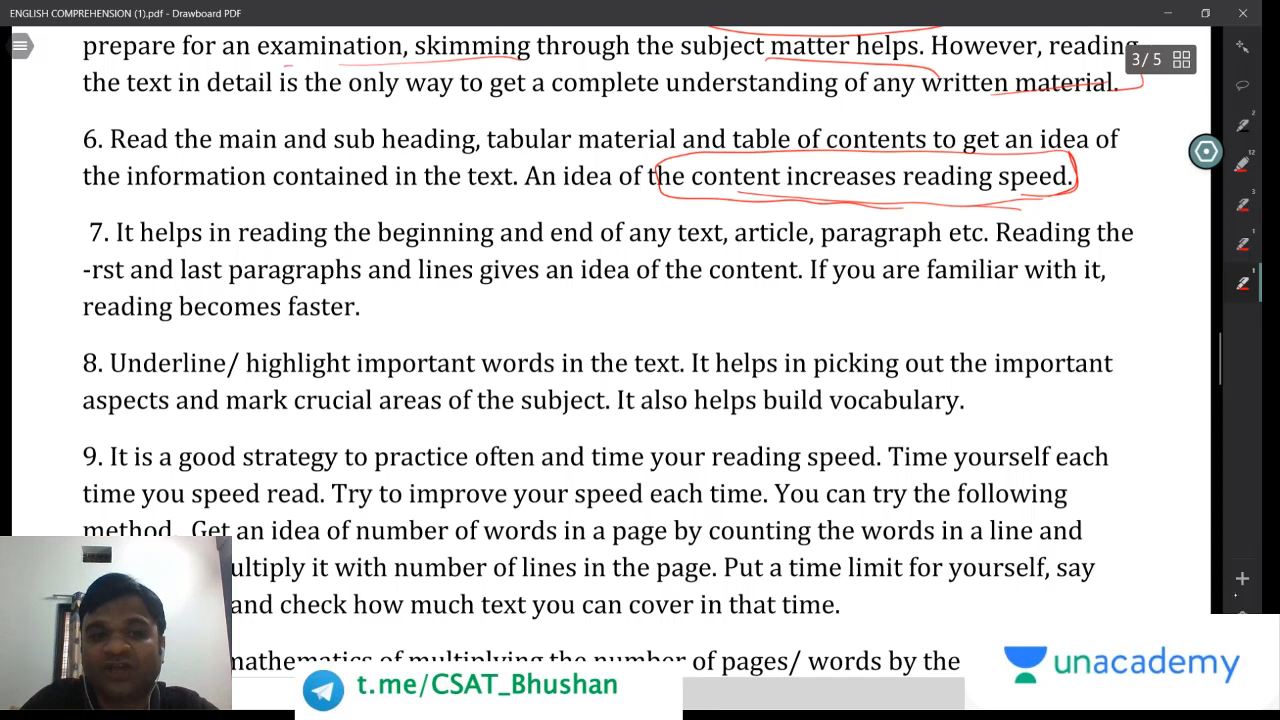 ENGLISH COMPREHENSION (1).pdf - Drawboard PDF
prepare for an examination, skimming through the subject matter helps. However, reading
3/5
the text in detail is the only way to get a complete understanding of any written material.
6. Read the main and sub heading, tabular material and table of contents to get an idea of
the information contained in the text. An idea of the content increases reading speed.
7. It helps in reading the beginning and end of any text, article, paragraph etc. Reading the
-rst and last paragraphs and lines gives an idea of the content. If you are familiar with it,
reading becomes faster.
8. Underline/ highlight important words in the text. It helps in picking out the important
aspects and mark crucial areas of the subject. It also helps build vocabulary.
9. It is a good strategy to practice often and time your reading speed. Time yourself each
time you speed read. Try to improve your speed each time. You can try the following
method. Get an idea of number of words in a page by counting the words in a line and
ultiply it with number of lines in the page. Put a time limit for yourself, say
and check how much text you can cover in that time.
mathematics of multiplying the number of pages/ words by the
t.me/CSAT_Bhushan
unacademy